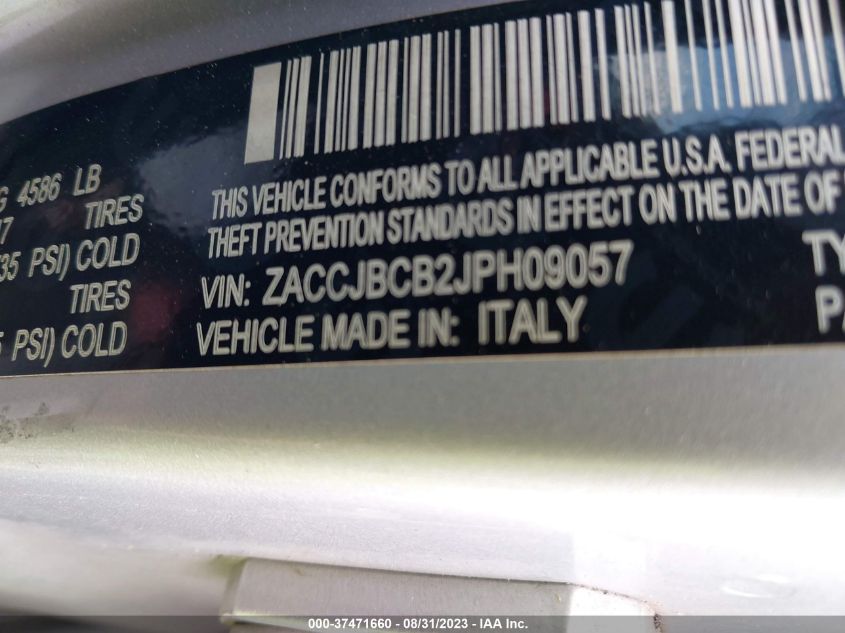 G 4586 LB
TIRES
35 PSI) COLD
TIRES
PSI) COLD
THIS VEHICLE CONFORMS TO ALL APPLICABLE U.S.A. FEDERAL
THEFT PREVENTION STANDARDS IN EFFECT ON THE DATE OF
VIN: ZACCJBCB2JPH09057
VEHICLE MADE IN: ITALY
TY
PA
000-37471660 - 08/31/2023 - IAA Inc.